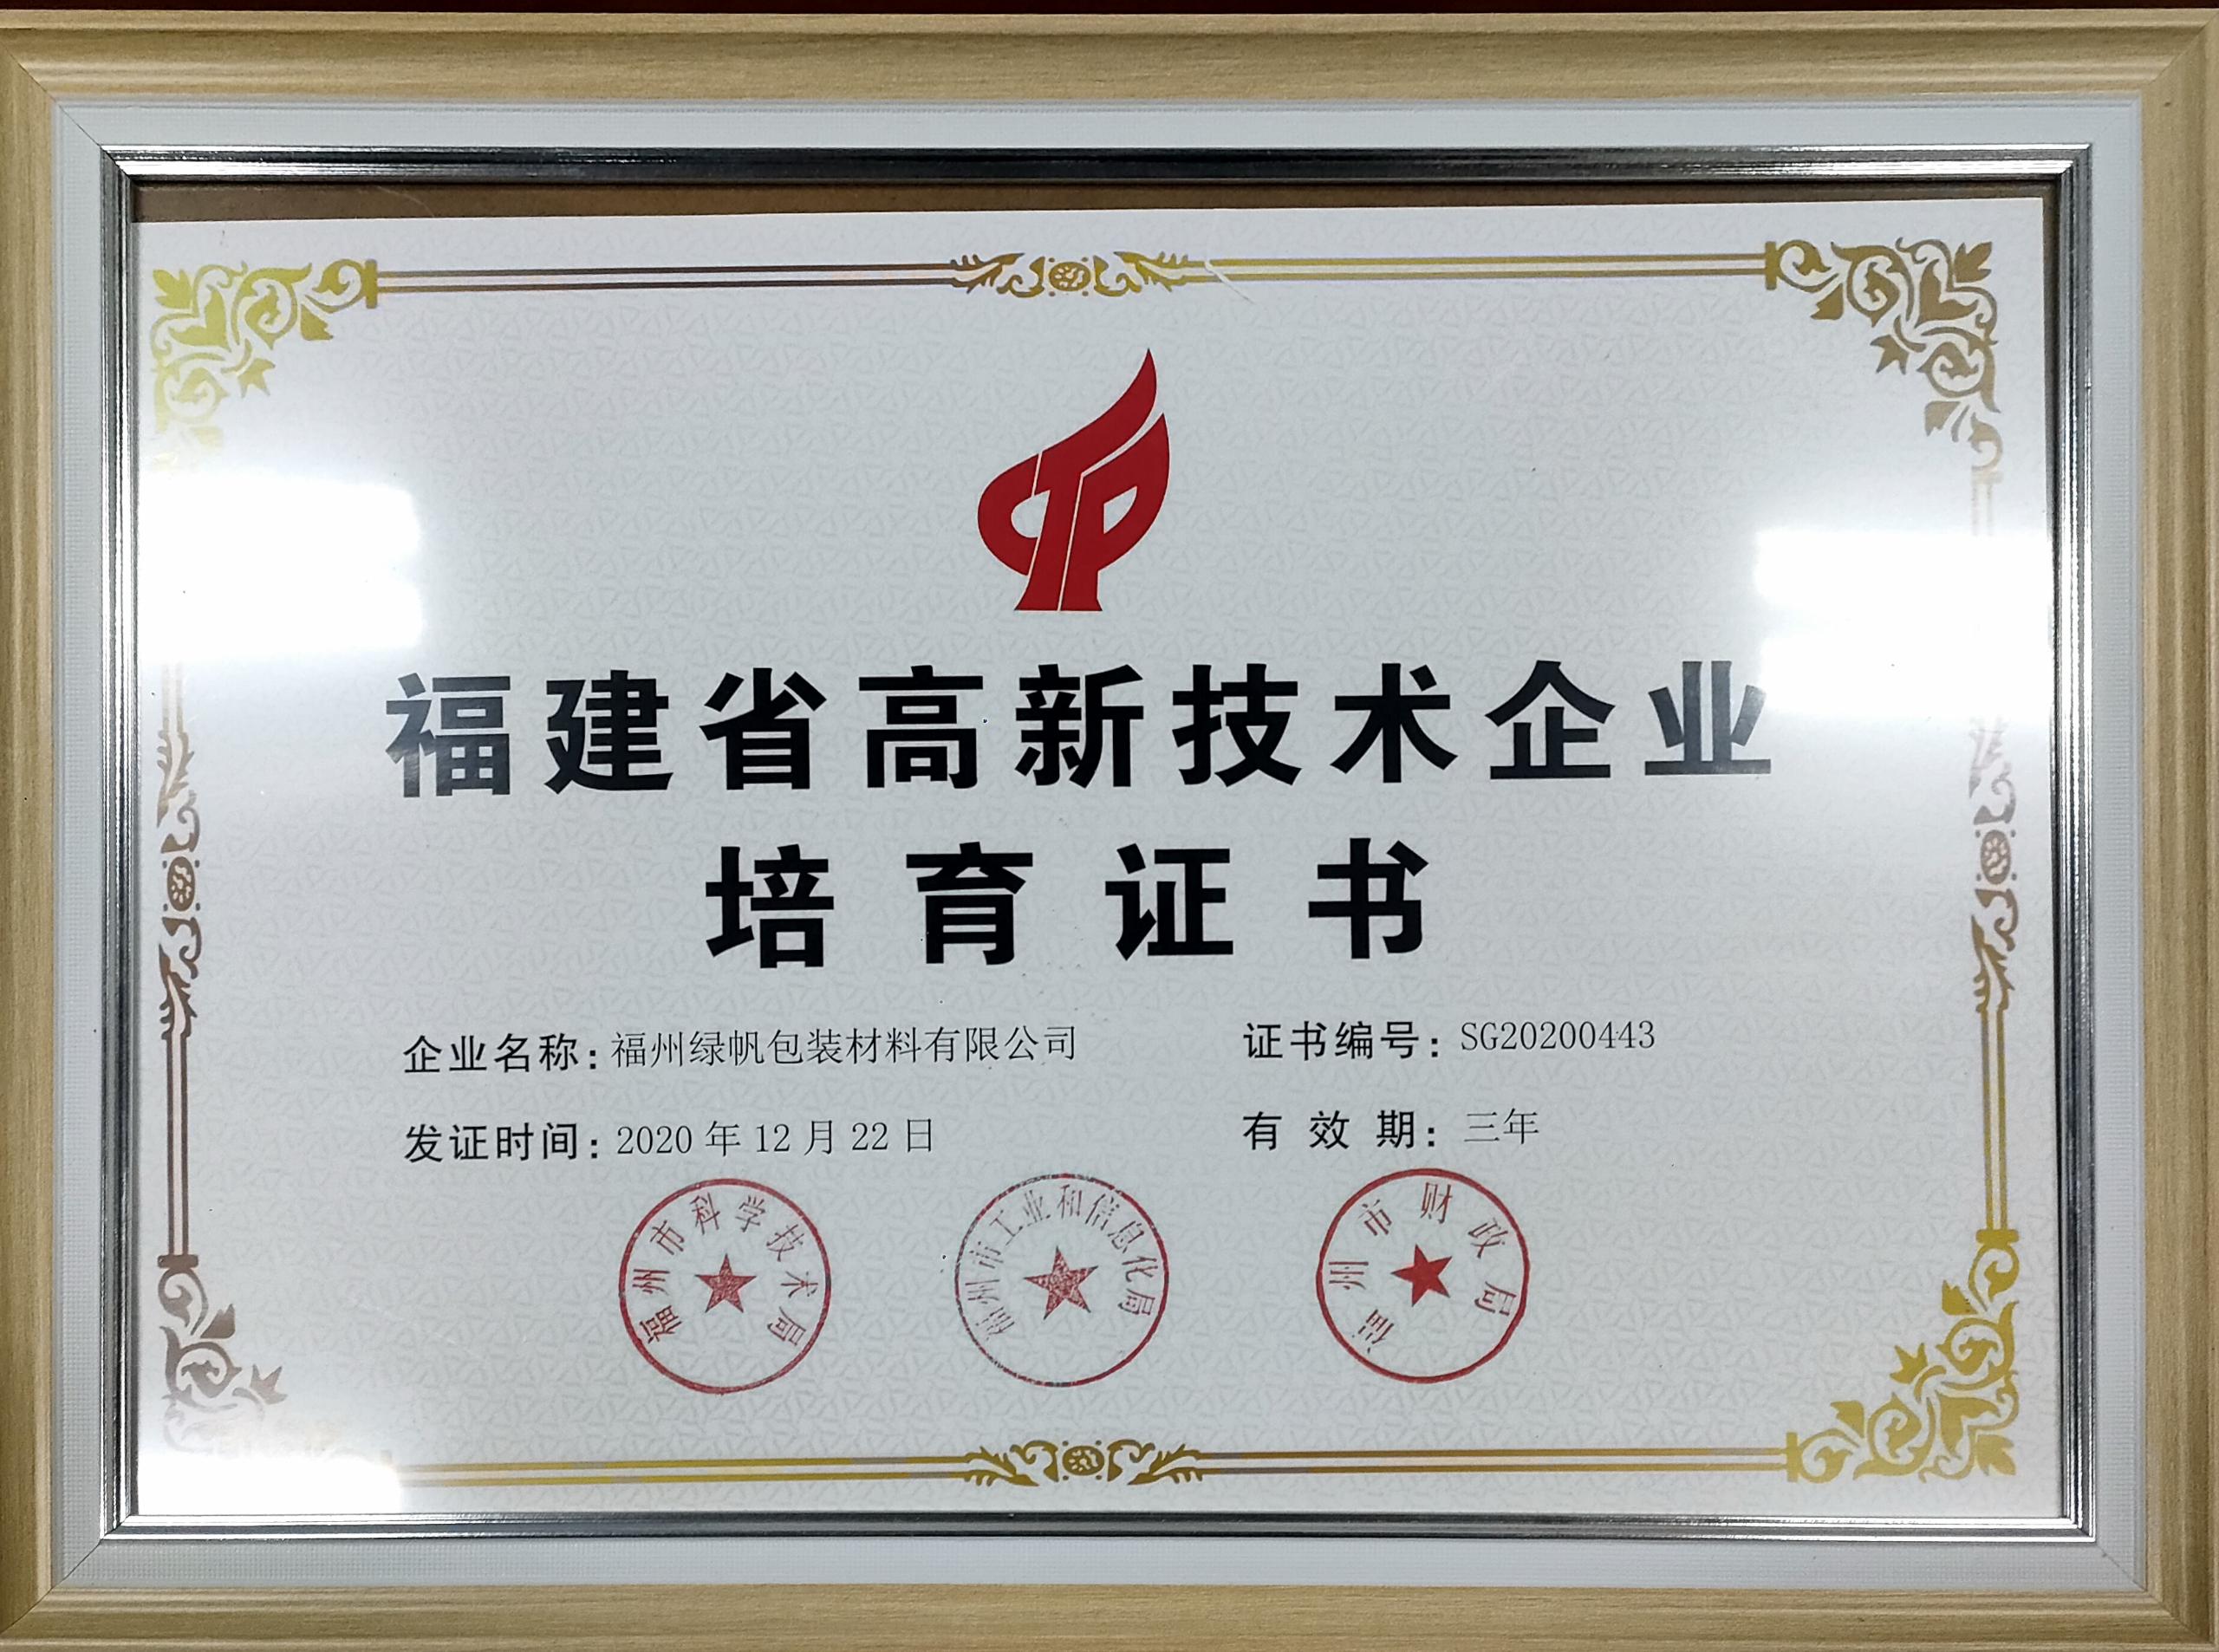 福建省高新技术企业
培育证书
企业名称：福州绿帆包装材料有限公司
证书编号：SG20200443
发证时间：2020年12月22日
有效期：三年
福州市科学技术局
福州市工业和信息化局
福州市财政局